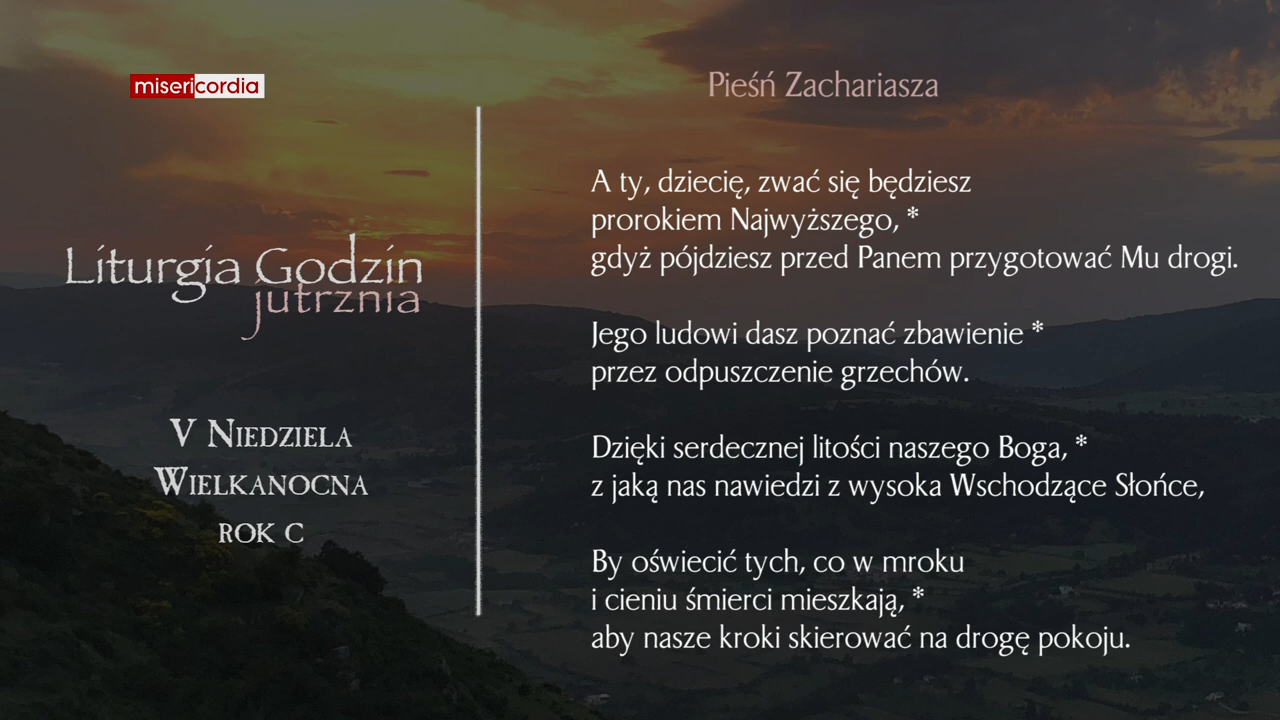 misericordia
Liturgia Godzin
jutrznia
V Niedziela
Wielkanocna
rok C
Pieśń Zachariasza
A ty, dziecię, zwać się będziesz
prorokiem Najwyższego, *
gdyż pójdziesz przed Panem przygotować Mu drogi.
Jego ludowi dasz poznać zbawienie *
przez odpuszczenie grzechów.
Dzięki serdecznej litości naszego Boga, *
z jaką nas nawiedzi z wysoka Wschodzące Słońce,
By oświecić tych, co w mroku
i cieniu śmierci mieszkają, *
aby nasze kroki skierować na drogę pokoju.